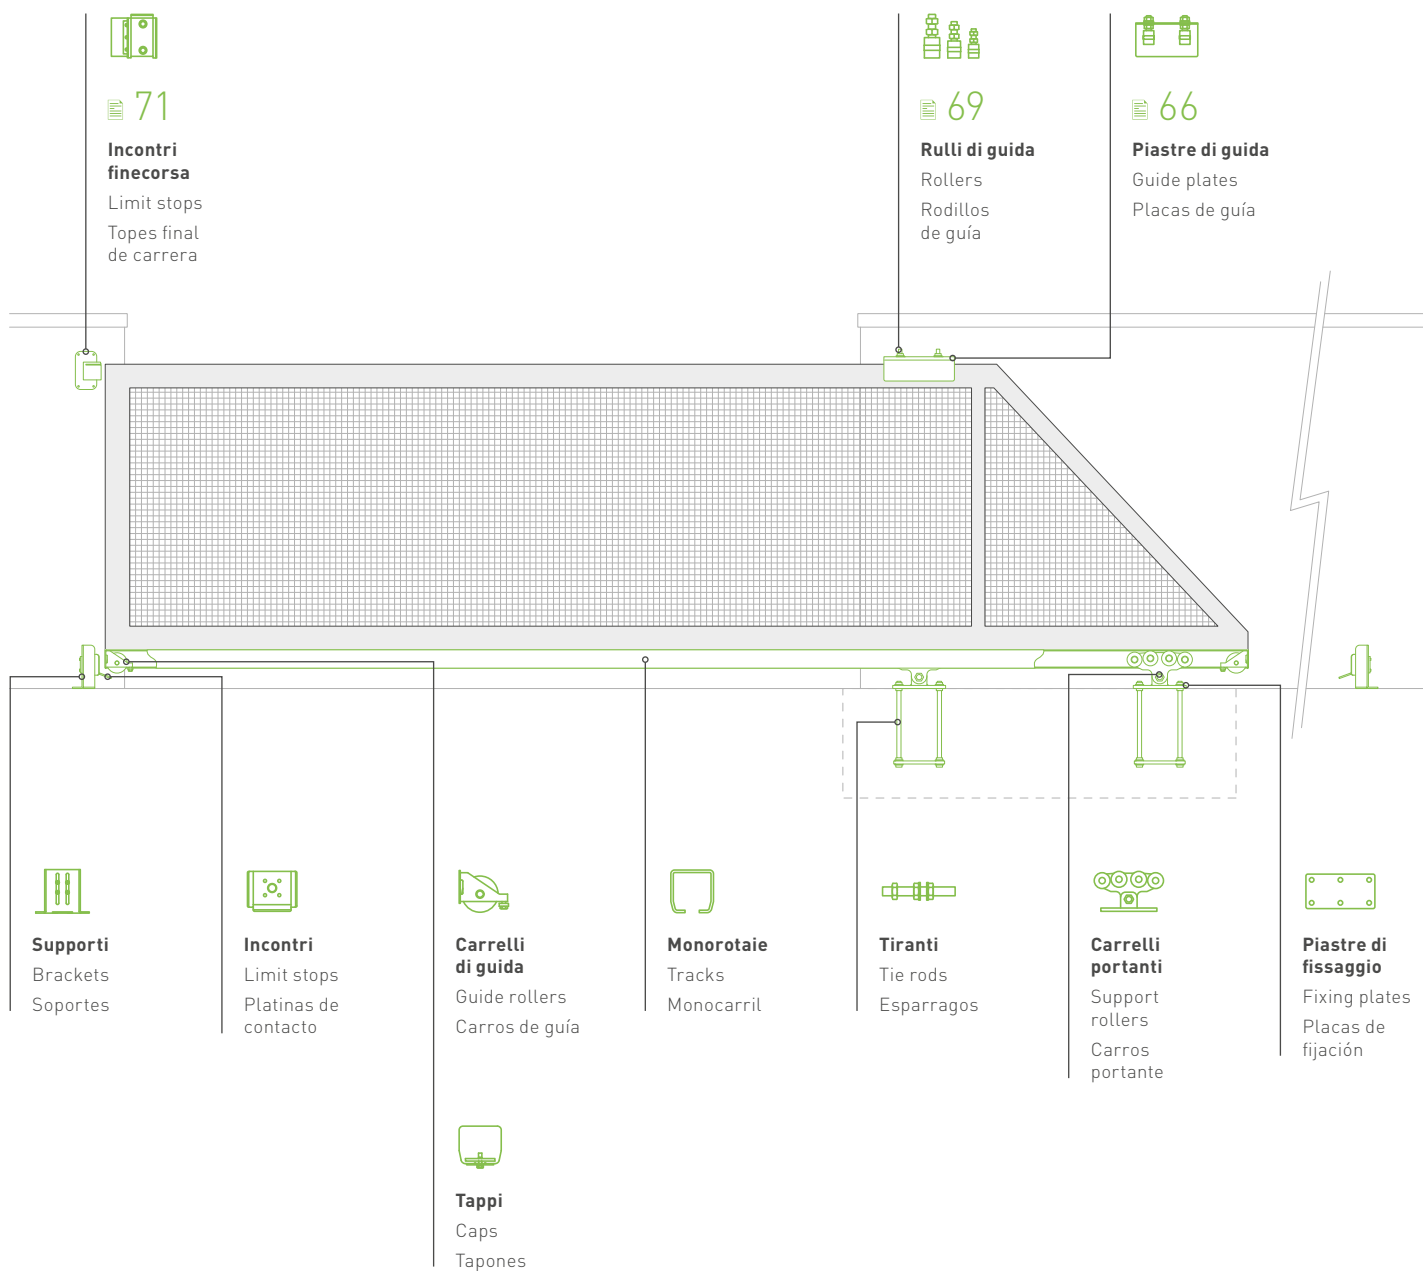 71
Incontri
finecorsa
Limit stops
Topes final
de carrera
69
Rulli di guida
Rollers
Rodillos
de guía
66
Piastre di guida
Guide plates
Placas de guía
Supporti
Brackets
Soportes
Incontri
Limit stops
Platinas de
contacto
Carrelli
di guida
Guide rollers
Carros de guía
Monorotaie
Tracks
Monocarril
Tiranti
Tie rods
Esparragos
Carrelli
portanti
Support
rollers
Carros
portante
Piastre di
fissaggio
Fixing plates
Placas de
fijación
Tappi
Caps
Tapones